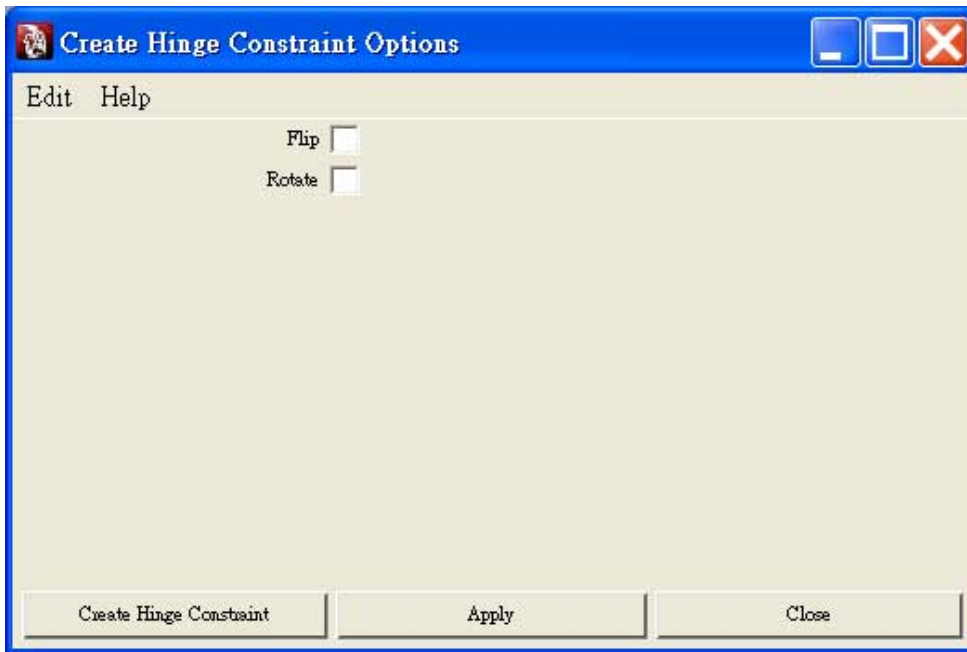 Create Hinge Constraint Options
Edit Help
Flip
Rotate
Create Hinge Constraint Apply Close